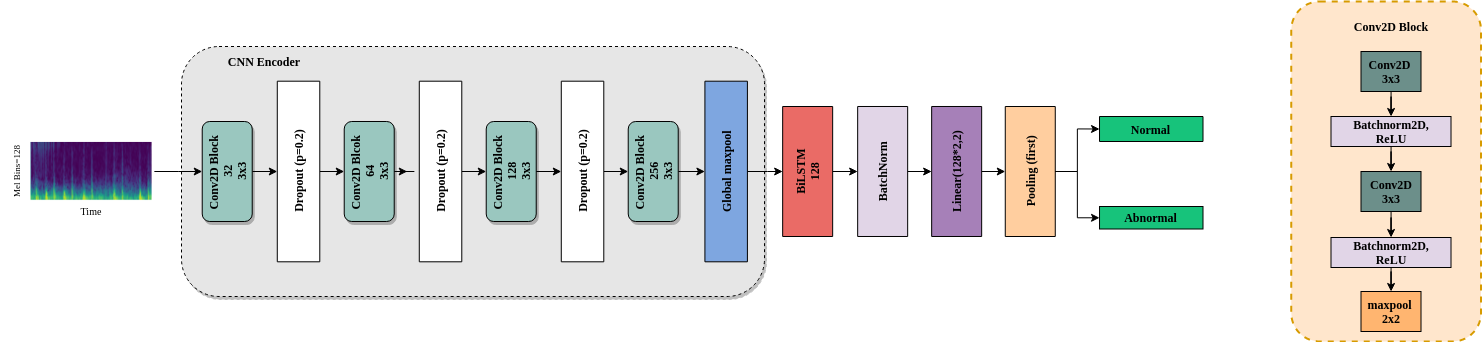 Mel Bins=128
Time
CNN Encoder
Conv2D Block
32
3x3
Dropout (p=0.2)
Conv2D Blcok
64
3x3
Dropout (p=0.2)
Conv2D Block
128
3x3
Dropout (p=0.2)
Conv2D Block
256
3x3
Global maxpool
BiLSTM
128
BatchNorm
Linear(128*2,2)
Pooling (first)
Normal
Abnormal
Conv2D Block
Conv2D
3x3
Batchnorm2D,
ReLU
Conv2D
3x3
Batchnorm2D,
ReLU
maxpool
2x2